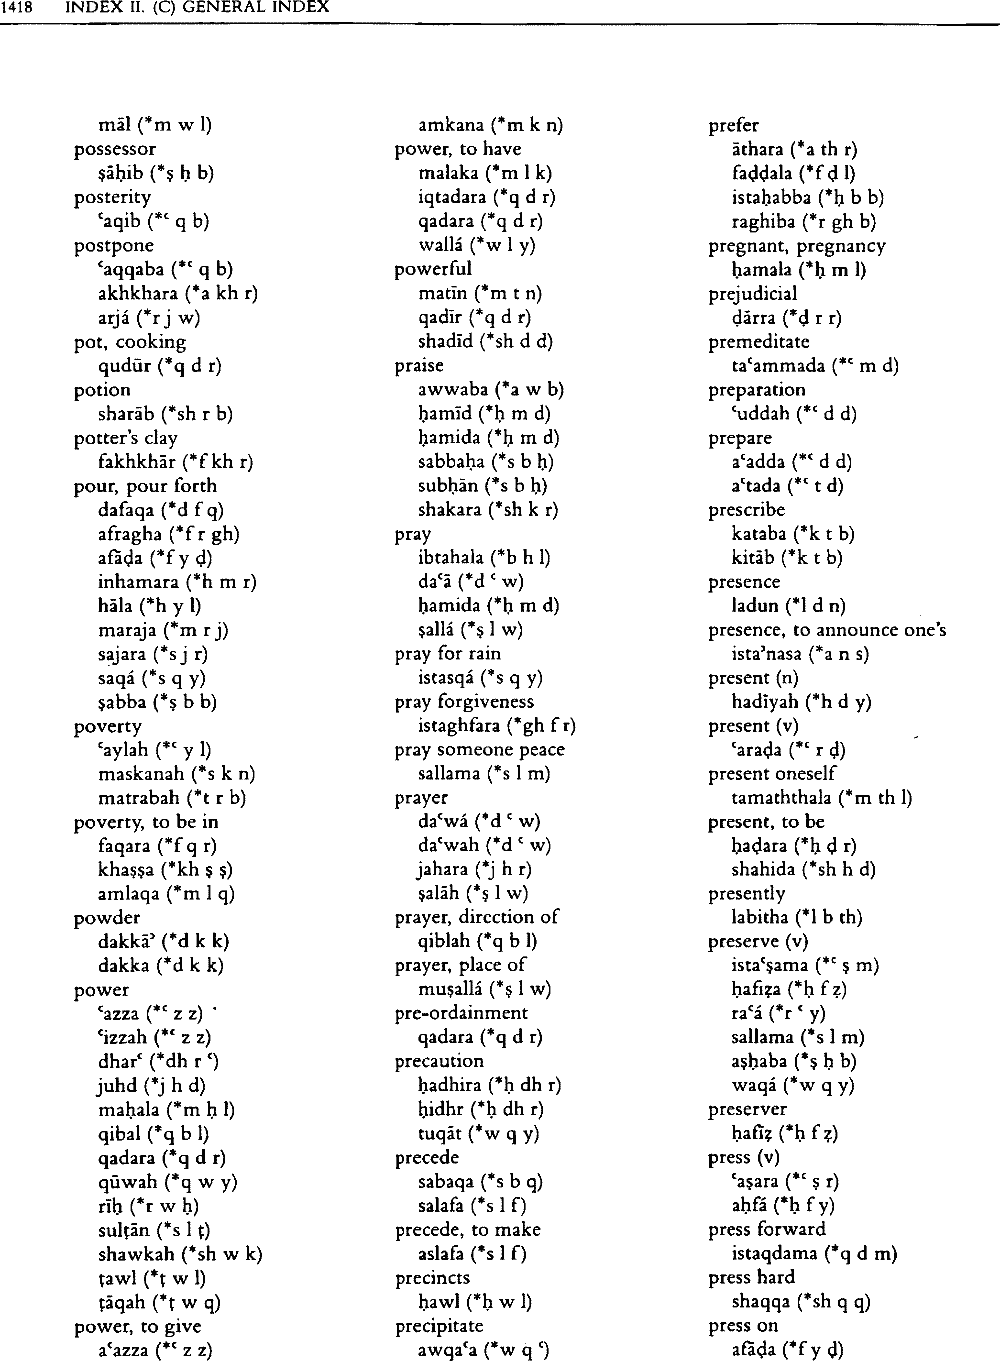 1418 INDEX II. (C) GENERAL INDEX
māl (*m w l)
possessor
ṣāḥib (*ṣ ḥ b)
posterity
ʿaqib (*ʿ q b)
postpone
ʿaqqaba (*ʿ q b)
akhkhara (*a kh r)
arjá (*r j w)
pot, cooking
qudūr (*q d r)
potion
sharāb (*sh r b)
potter's clay
fakhkhār (*f kh r)
pour, pour forth
dafaqa (*d f q)
afragha (*f r gh)
afāḍa (*f y ḍ)
inhamara (*h m r)
hāla (*h y l)
maraja (*m r j)
sajara (*s j r)
saqá (*s q y)
ṣabba (*ṣ b b)
poverty
ʿaylah (*ʿ y l)
maskanah (*s k n)
matrabah (*t r b)
poverty, to be in
faqara (*f q r)
khaṣṣa (*kh ṣ ṣ)
amlaqa (*m l q)
powder
dakkāʾ (*d k k)
dakka (*d k k)
power
ʿazza (*ʿ z z)
ʿizzah (*ʿ z z)
dharʿ (*dh r ʿ)
juhd (*j h d)
maḥala (*m ḥ l)
qibal (*q b l)
qadara (*q d r)
qūwah (*q w y)
rīḥ (*r w ḥ)
sulṭān (*s l ṭ)
shawkah (*sh w k)
ṭawl (*ṭ w l)
ṭāqah (*ṭ w q)
power, to give
aʿazza (*ʿ z z)
amkana (*m k n)
power, to have
malaka (*m l k)
iqtadara (*q d r)
qadara (*q d r)
wallá (*w l y)
powerful
matīn (*m t n)
qadīr (*q d r)
shadīd (*sh d d)
praise
awwaba (*a w b)
ḥamīd (*ḥ m d)
ḥamida (*ḥ m d)
sabbaḥa (*s b ḥ)
subḥān (*s b ḥ)
shakara (*sh k r)
pray
ibtahala (*b h l)
daʿā (*d ʿ w)
ḥamida (*ḥ m d)
ṣallá (*ṣ l w)
pray for rain
istasqá (*s q y)
pray forgiveness
istaghfara (*gh f r)
pray someone peace
sallama (*s l m)
prayer
daʿwá (*d ʿ w)
daʿwah (*d ʿ w)
jahara (*j h r)
ṣalāh (*ṣ l w)
prayer, direction of
qiblah (*q b l)
prayer, place of
muṣallá (*ṣ l w)
pre-ordainment
qadara (*q d r)
precaution
ḥadhira (*ḥ dh r)
ḥidhr (*ḥ dh r)
tuqāt (*w q y)
precede
sabaqa (*s b q)
salafa (*s l f)
precede, to make
aslafa (*s l f)
precincts
ḥawl (*ḥ w l)
precipitate
awqaʿa (*w q ʿ)
prefer
āthara (*a th r)
faḍḍala (*f ḍ l)
istaḥabba (*ḥ b b)
raghiba (*r gh b)
pregnant, pregnancy
ḥamala (*ḥ m l)
prejudicial
ḍārra (*ḍ r r)
premeditate
taʿammada (*ʿ m d)
preparation
ʿuddah (*ʿ d d)
prepare
aʿadda (*ʿ d d)
aʿtada (*ʿ t d)
prescribe
kataba (*k t b)
kitāb (*k t b)
presence
ladun (*l d n)
presence, to announce one's
istaʾnasa (*a n s)
present (n)
hadīyah (*h d y)
present (v)
ʿaraḍa (*ʿ r ḍ)
present oneself
tamaththala (*m th l)
present, to be
ḥaḍara (*ḥ ḍ r)
shahida (*sh h d)
presently
labitha (*l b th)
preserve (v)
istaʿṣama (*ʿ ṣ m)
ḥafiẓa (*ḥ f ẓ)
raʿá (*r ʿ y)
sallama (*s l m)
aṣḥaba (*ṣ ḥ b)
waqá (*w q y)
preserver
ḥafīẓ (*ḥ f ẓ)
press (v)
ʿaṣara (*ʿ ṣ r)
aḥfá (*ḥ f y)
press forward
istaqdama (*q d m)
press hard
shaqqa (*sh q q)
press on
afāḍa (*f y ḍ)